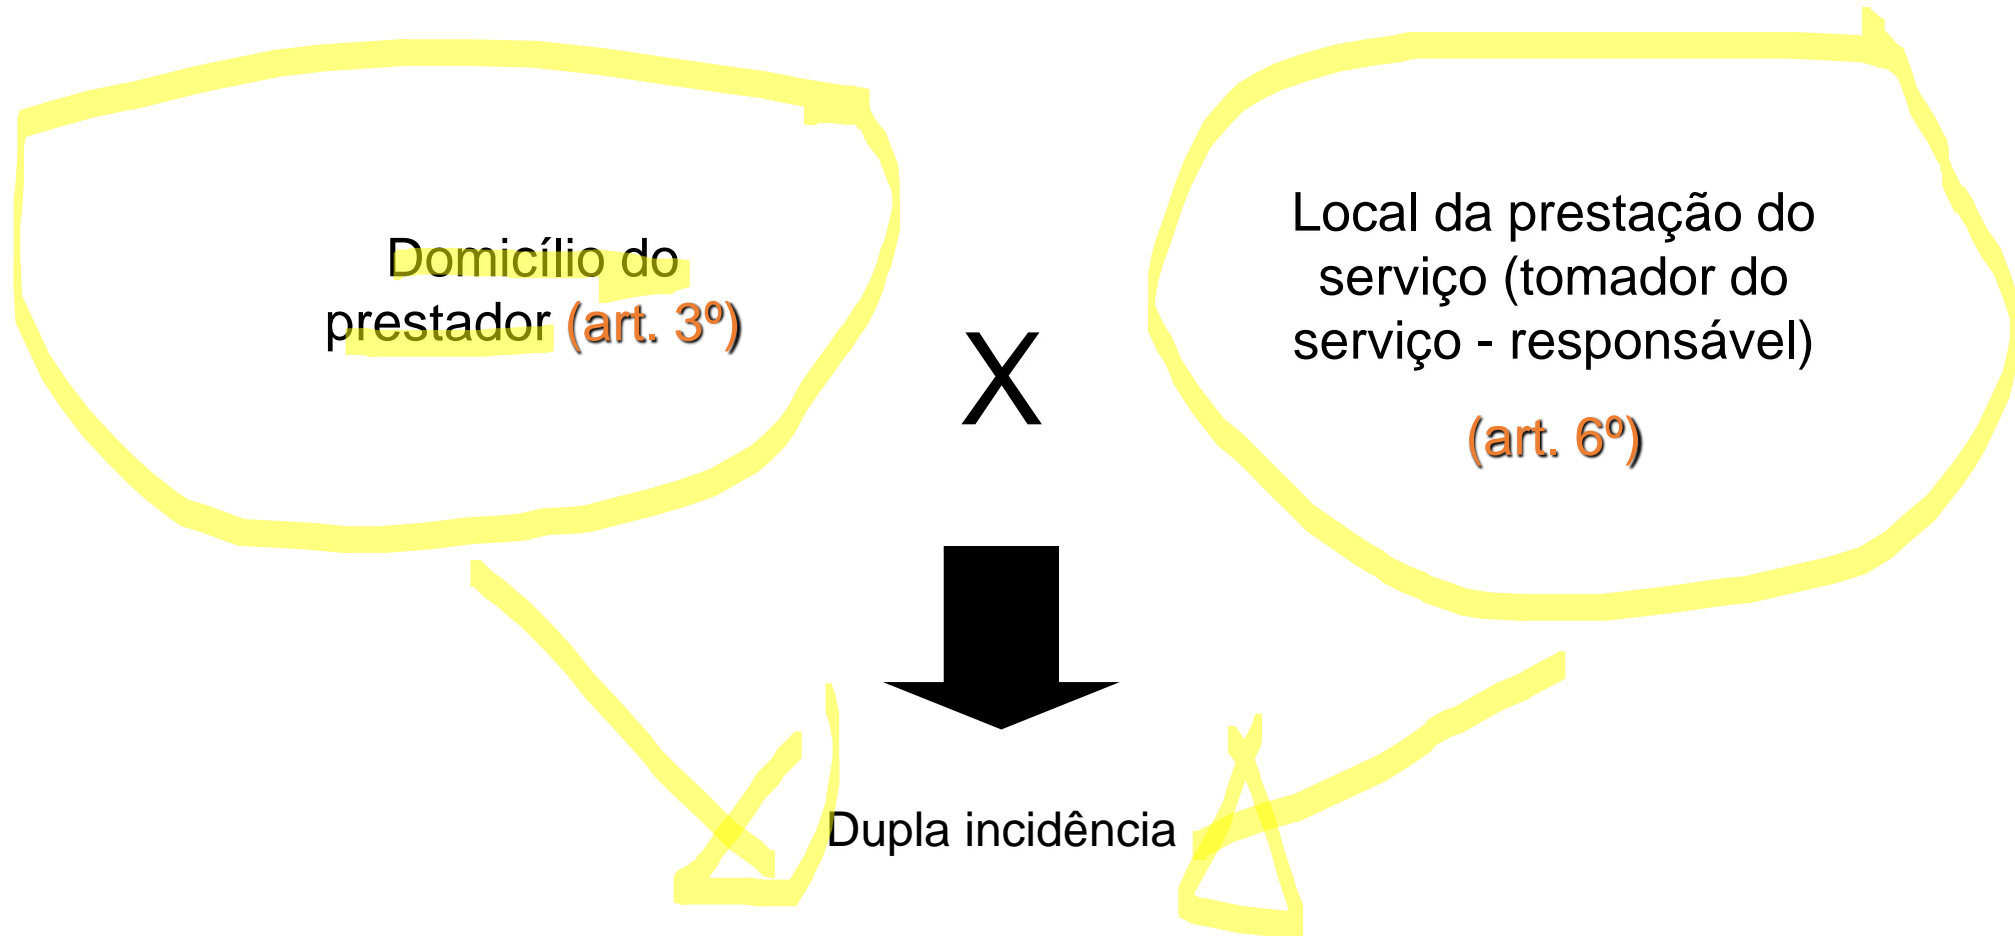 Domicílio do
prestador (art. 3º)
X
Local da prestação do
serviço (tomador do
serviço - responsável)
(art. 6º)
Dupla incidência